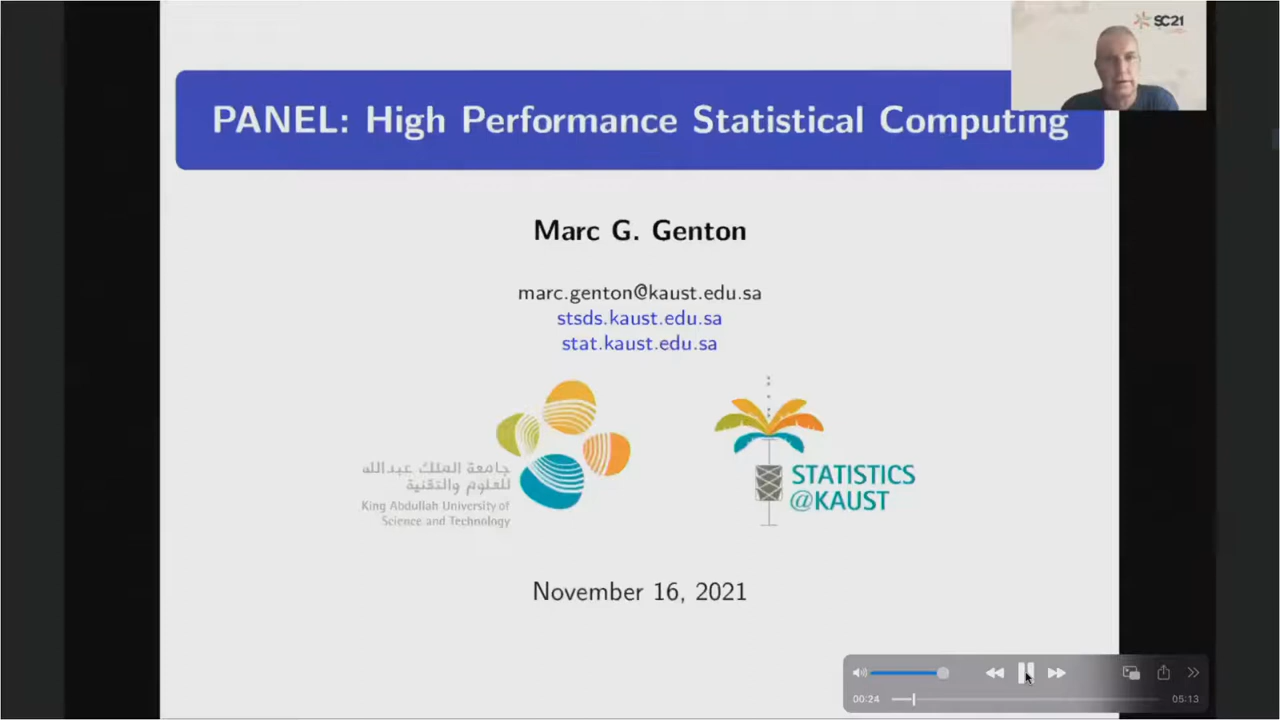 SC21
PANEL: High Performance Statistical Computing
Marc G. Genton
marc.genton@kaust.edu.sa
stsds.kaust.edu.sa
stat.kaust.edu.sa
جامعة الملك عبدالله
للعلوم والتقنية
King Abdullah University of
Science and Technology
STATISTICS
@KAUST
November 16, 2021
00:24
05:13